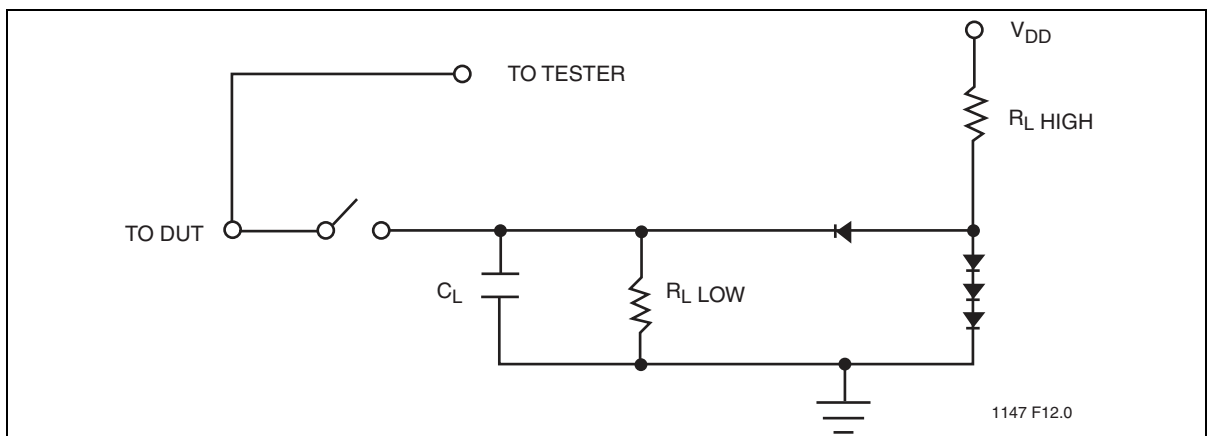 VDD
TO TESTER
RL HIGH
TO DUT
CL
RL LOW
1147 F12.0